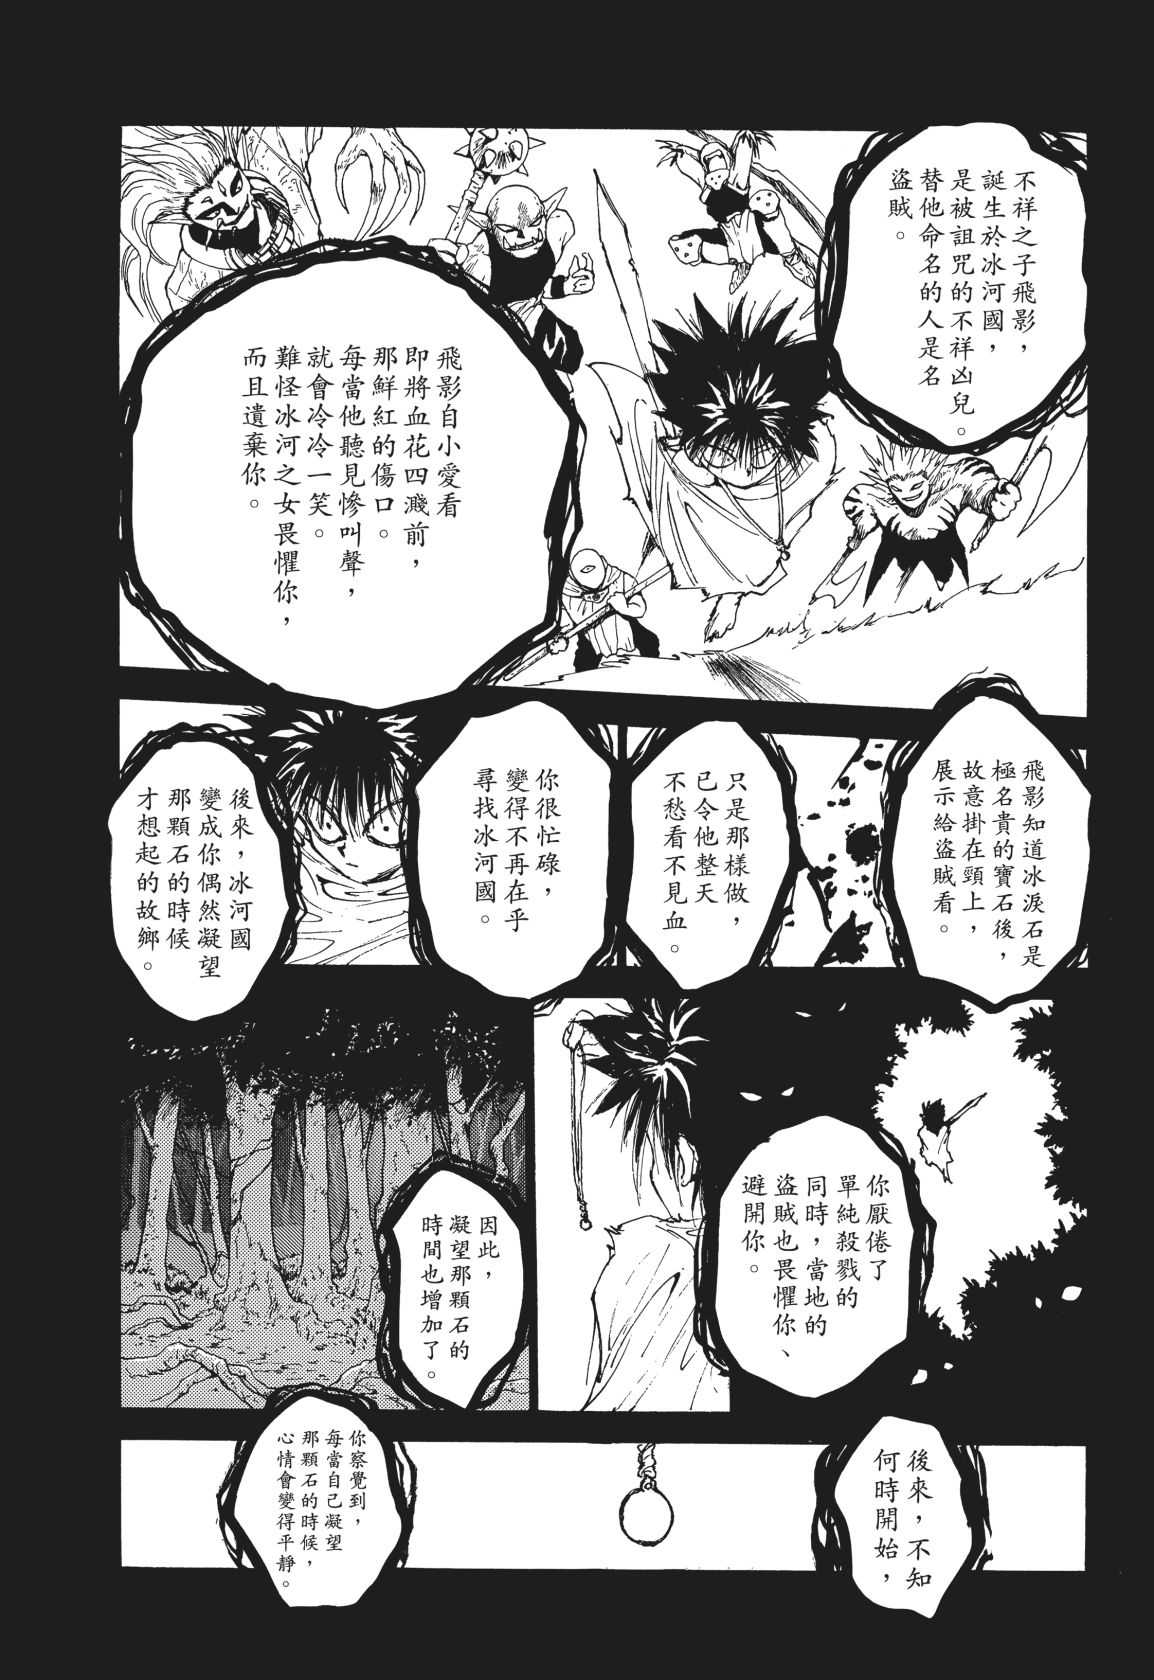 不祥之子飛影，
誕生於冰河國，
是被詛咒的不祥凶兒。
替他命名的人是名
盜賊。
飛影自小愛看
即將血花四濺前，
那鮮紅的傷口。
每當他聽見慘叫聲，
就會冷冷一笑。
難怪冰河之女畏懼你，
而且遺棄你。
飛影知道冰淚石是
極名貴的寶石後，
故意掛在頸上，
展示給盜賊看。
只是那樣做，
已令他整天
不愁看不見血。
你很忙碌，
變得不再在乎
尋找冰河國。
後來，冰河國
變成你偶然凝望
那顆石的時候
才想起的故鄉。
你厭倦了
單純殺戮的
同時，當地的
盜賊也畏懼你、
避開你。
因此，
凝望那顆石的
時間也增加了。
後來，不知
何時開始，
你察覺到，
每當自己凝望
那顆石的時候，
心情會變得平靜。